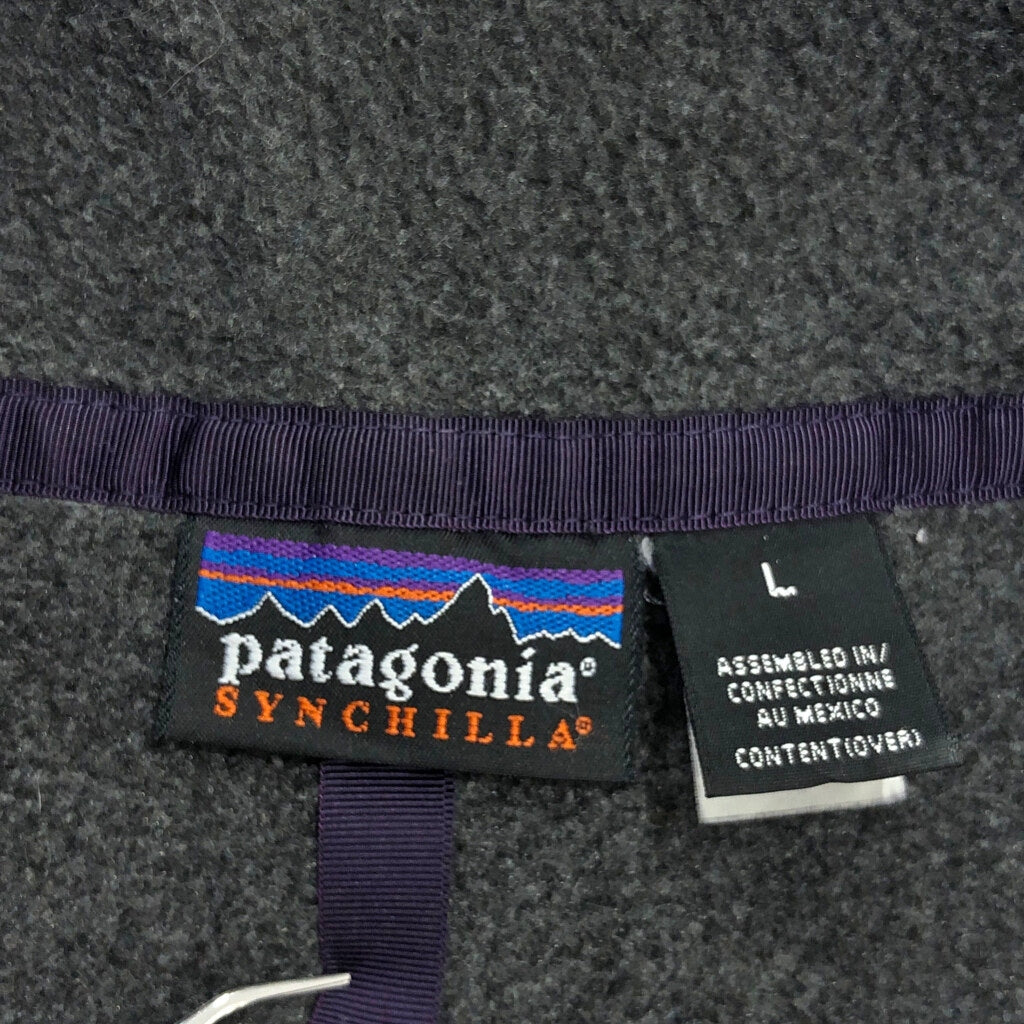 patagonia®
SYNCHILLA®
L
ASSEMBLED IN/
CONFECTIONNE
AU MEXICO
CONTENT(OVER)